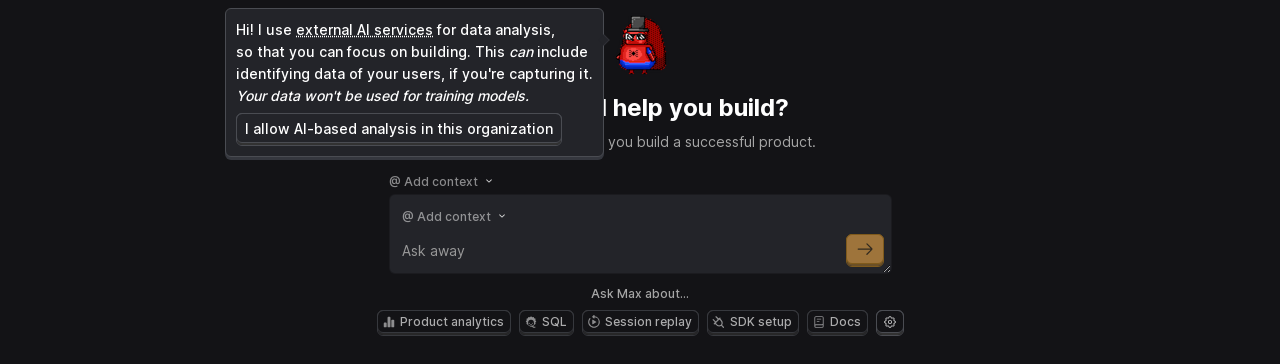 Hi! I use external AI services for data analysis,
so that you can focus on building. This can include
identifying data of your users, if you're capturing it.
Your data won't be used for training models.
I allow AI-based analysis in this organization
help you build?
you build a successful product.
@ Add context
@ Add context
Ask away
Ask Max about...
Product analytics SQL Session replay SDK setup Docs